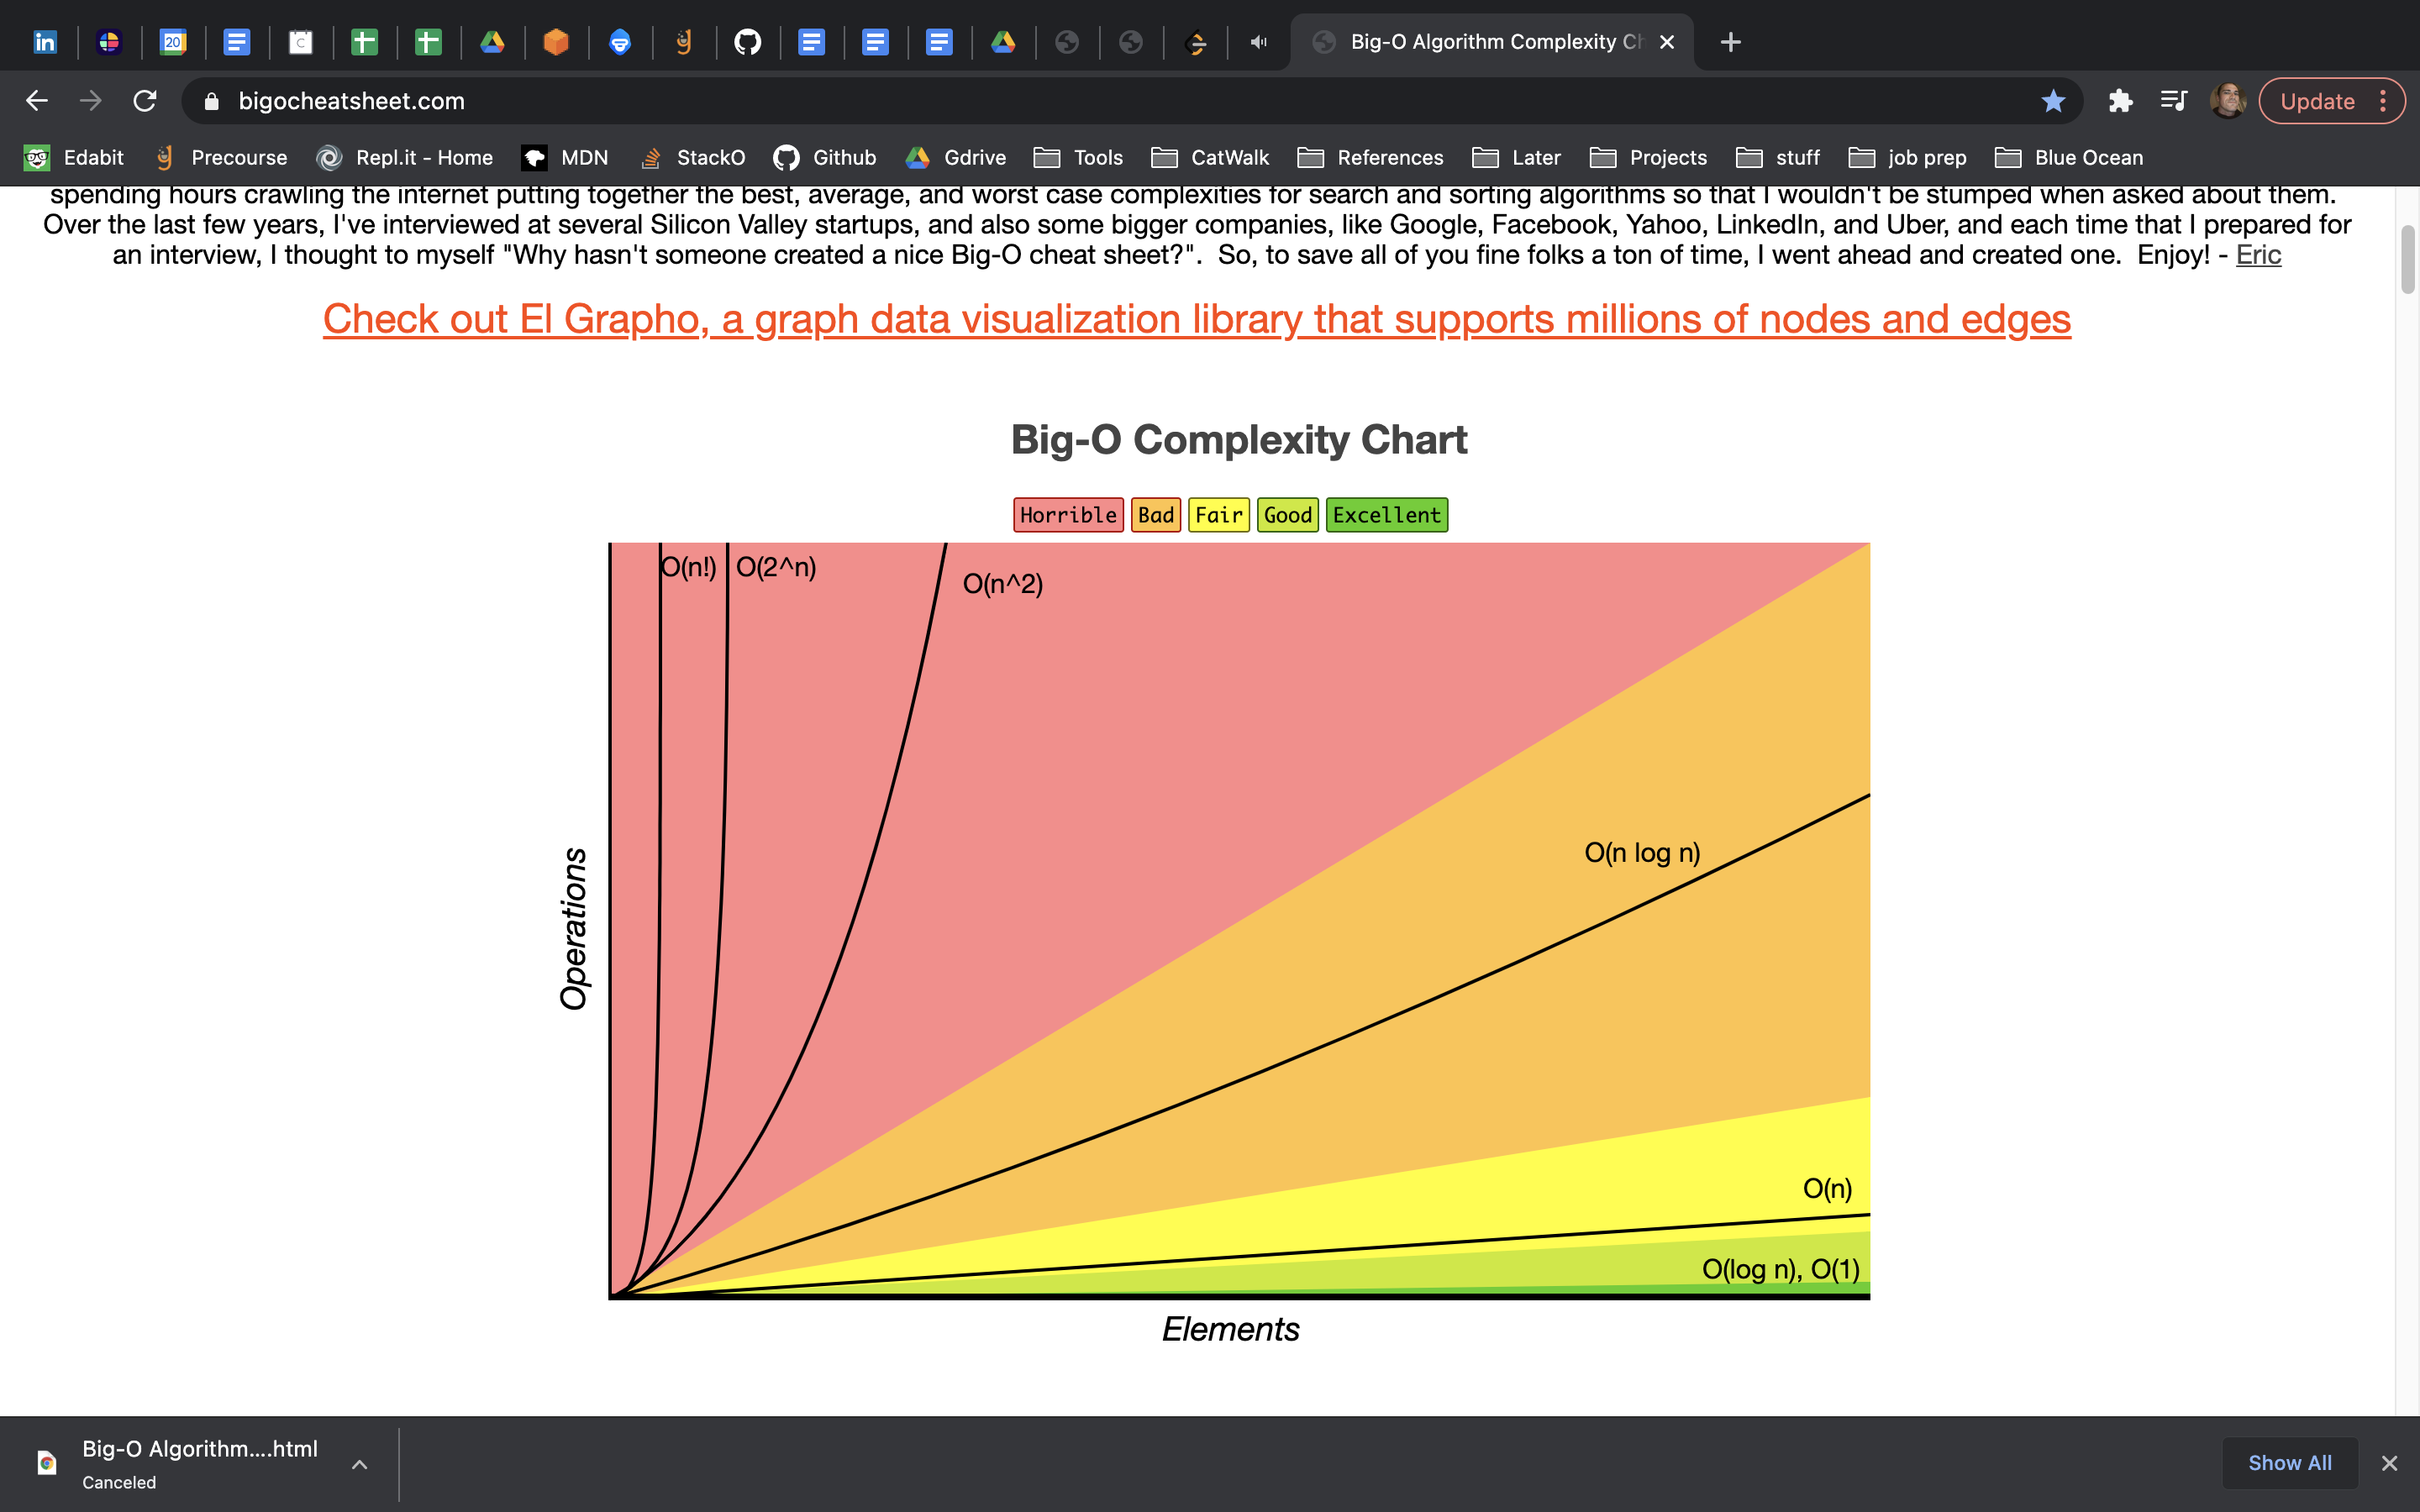 20
C
Big-O Algorithm Complexity Ch
bigocheatsheet.com
Update
Edabit
Precourse
Repl.it - Home
MDN
StackO
Github
Gdrive
Tools
CatWalk
References
Later
Projects
stuff
job prep
Blue Ocean
spending hours crawling the internet putting together the best, average, and worst case complexities for search and sorting algorithms so that I wouldn't be stumped when asked about them.
Over the last few years, I've interviewed at several Silicon Valley startups, and also some bigger companies, like Google, Facebook, Yahoo, LinkedIn, and Uber, and each time that I prepared for
an interview, I thought to myself "Why hasn't someone created a nice Big-O cheat sheet?". So, to save all of you fine folks a ton of time, I went ahead and created one. Enjoy! - Eric
Check out El Grapho, a graph data visualization library that supports millions of nodes and edges
Big-O Complexity Chart
Horrible
Bad
Fair
Good
Excellent
O(n!)
O(2^n)
O(n^2)
O(n log n)
O(n)
O(log n), O(1)
Operations
Elements
Big-O Algorithm....html
Canceled
Show All